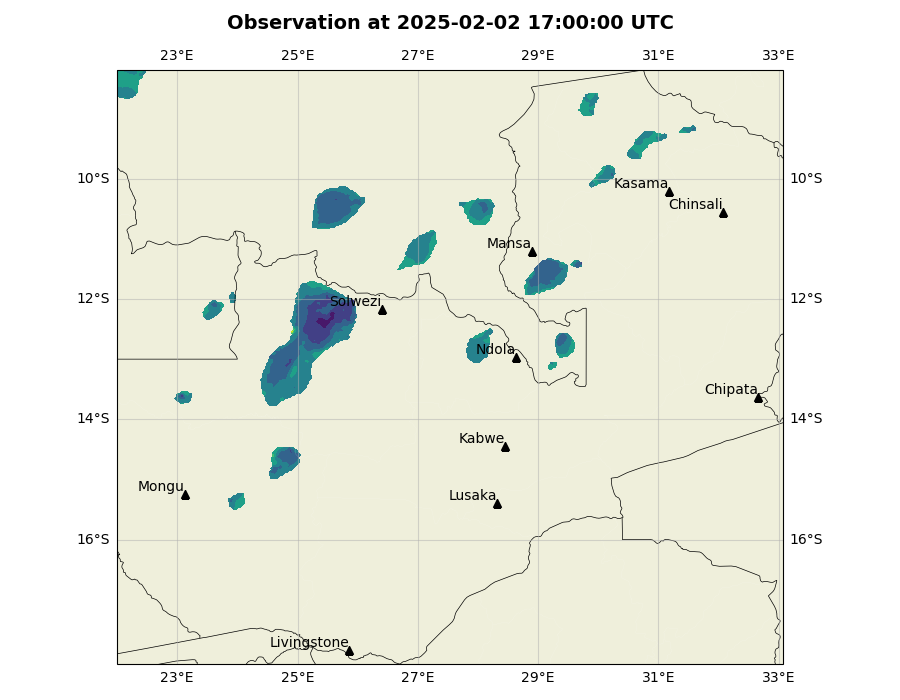 Observation at 2025-02-02 17:00:00 UTC
23°E 25°E 27°E 29°E 31°E 33°E
10°S 10°S
Kasama
Chinsali
Mansa
12°S 12°S
Solwezi
Ndola
Chipata
14°S 14°S
Kabwe
Mongu
Lusaka
16°S 16°S
Livingstone
23°E 25°E 27°E 29°E 31°E 33°E